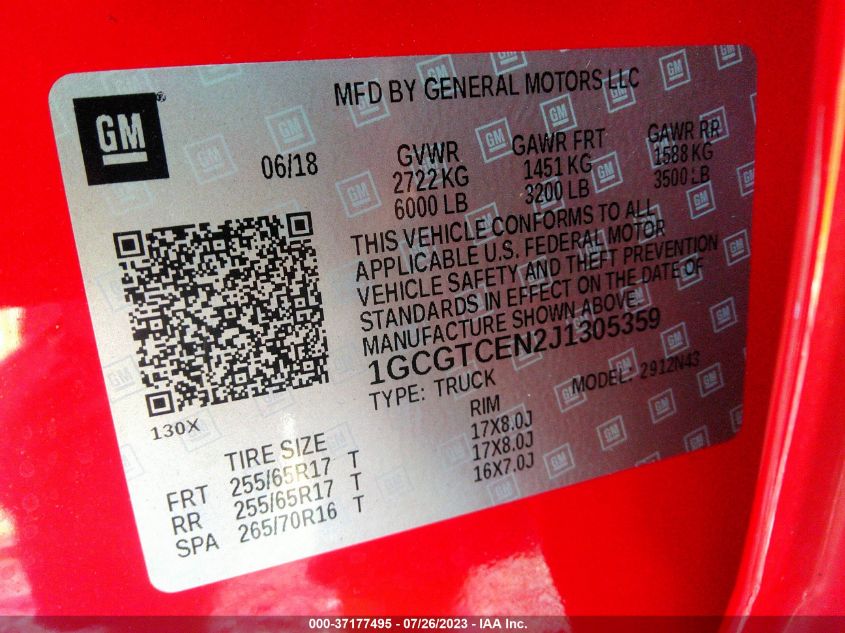 MFD BY GENERAL MOTORS LLC
GM
06/18
GVWR GAWR FRT GAWR RR
2722 KG 1451 KG 1588 KG
6000 LB 3200 LB 3500 LB
THIS VEHICLE CONFORMS TO ALL
APPLICABLE U.S. FEDERAL MOTOR
VEHICLE SAFETY AND THEFT PREVENTION
STANDARDS IN EFFECT ON THE DATE OF
MANUFACTURE SHOWN ABOVE.
1GCGTCEN2J1305359
TYPE: TRUCK MODEL: 2912N43
130X
TIRE SIZE RIM
FRT 255/65R17 T 17X8.0J
RR 255/65R17 T 17X8.0J
SPA 265/70R16 T 16X7.0J
000-37177495 - 07/26/2023 - IAA Inc.